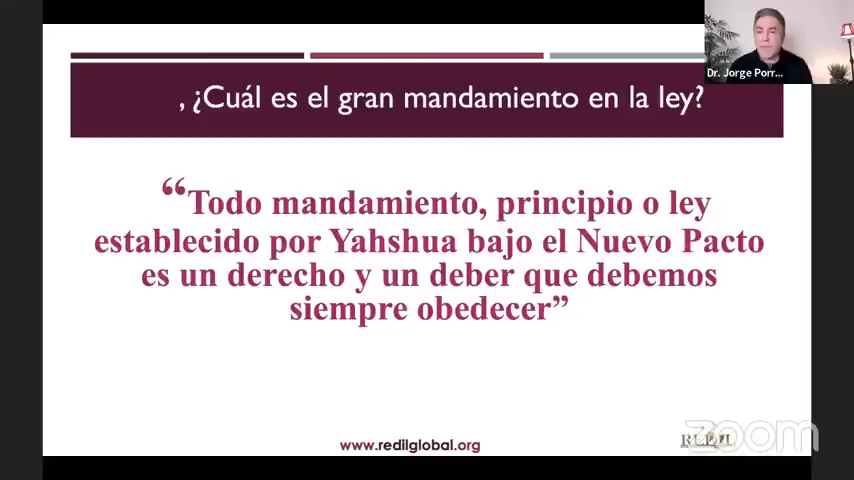 Dr. Jorge Porr...
, ¿Cuál es el gran mandamiento en la ley?
“Todo mandamiento, principio o ley
establecido por Yahshua bajo el Nuevo Pacto
es un derecho y un deber que debemos
siempre obedecer”
www.redilglobal.org
zoom